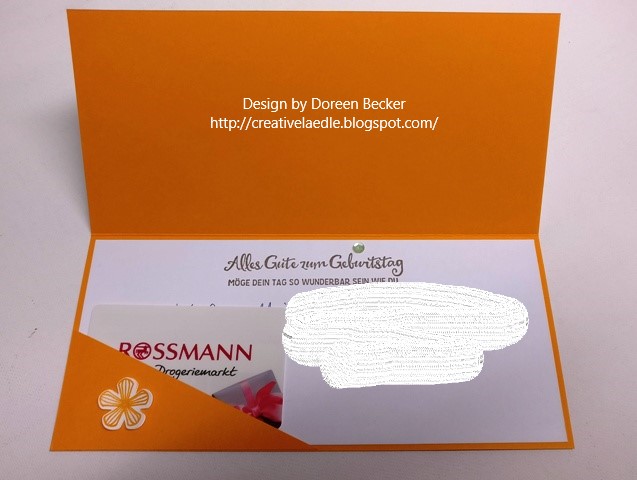 Design by Doreen Becker
http://creativelaedle.blogspot.com/
Alles Gute zum Geburtstag
MÖGE DEIN TAG SO WUNDERBAR SEIN WIE DU
ROSSMANN
Drogeriemarkt